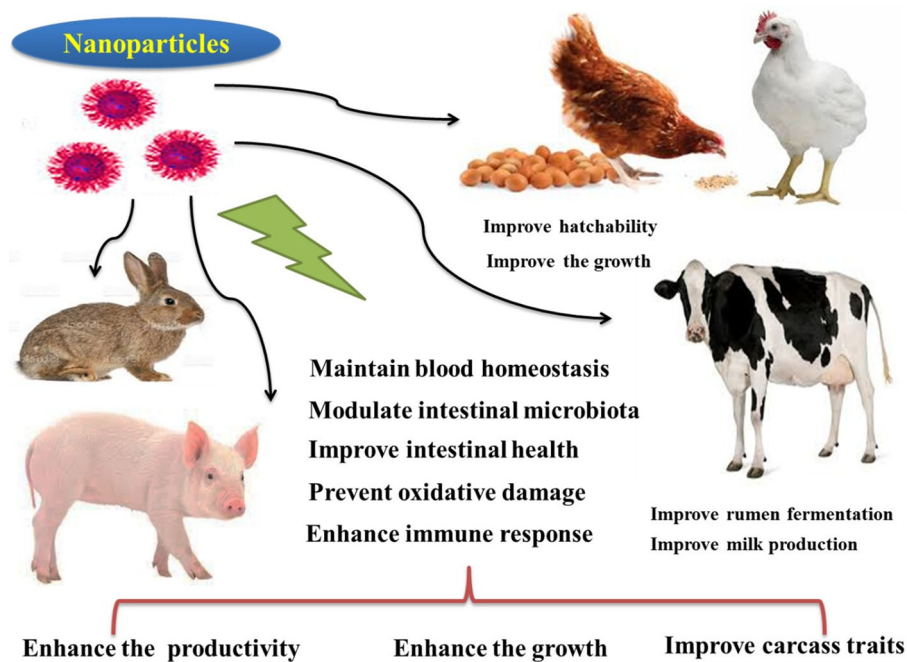 Nanoparticles
Improve hatchability
Improve the growth
Maintain blood homeostasis
Modulate intestinal microbiota
Improve intestinal health
Prevent oxidative damage
Enhance immune response
Improve rumen fermentation
Improve milk production
Enhance the productivity
Enhance the growth
Improve carcass traits